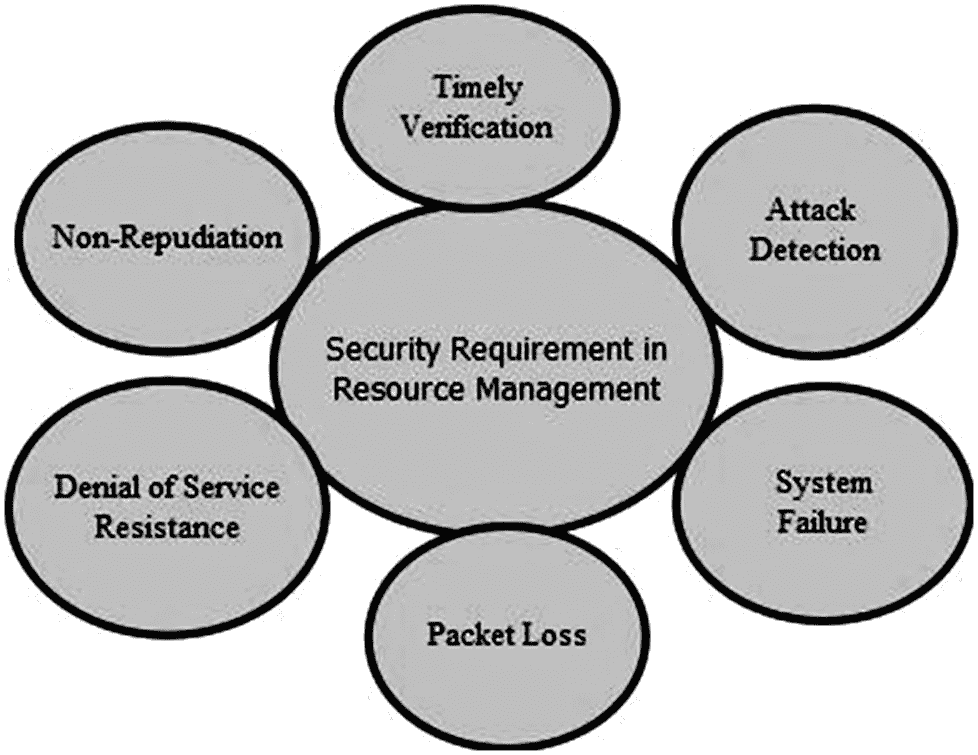 Timely
Verification
Attack
Detection
Non-Repudiation
Security Requirement in
Resource Management
Denial of Service
Resistance
System
Failure
Packet Loss